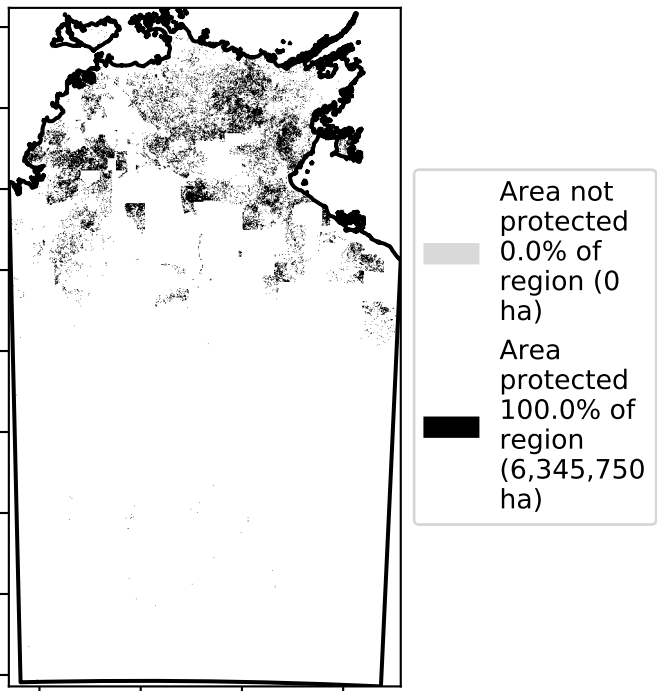 Area not
protected
0.0% of
region (0
ha)
Area
protected
100.0% of
region
(6,345,750
ha)